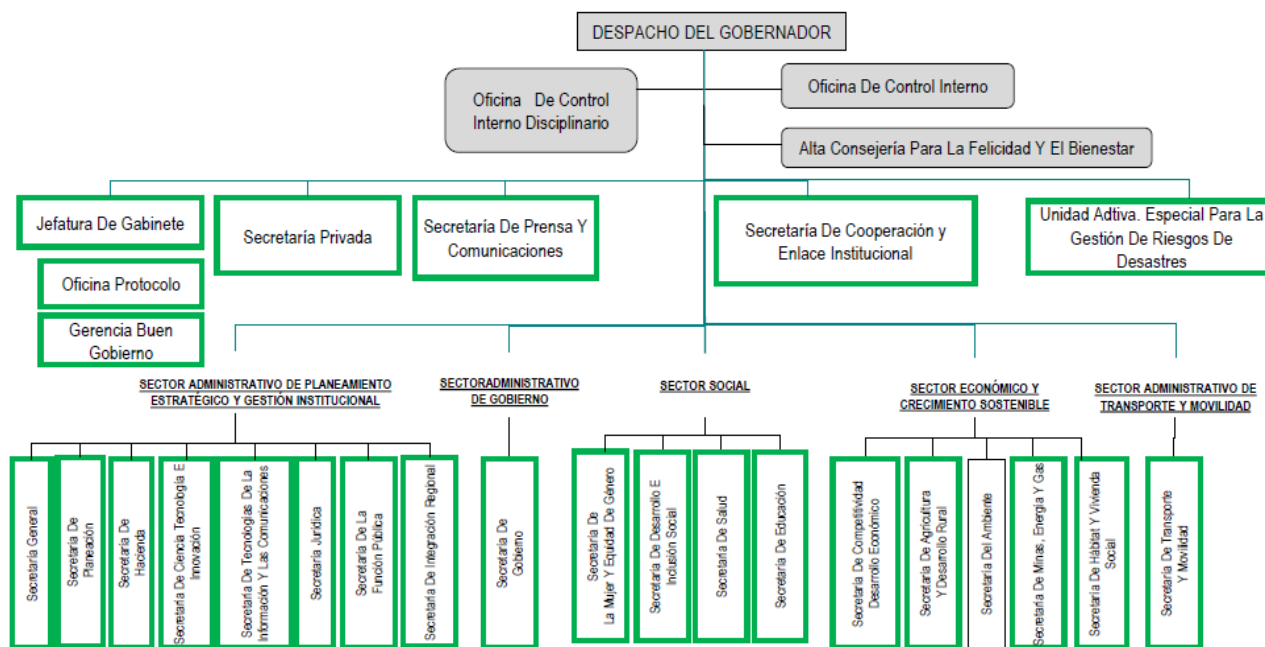 DESPACHO DEL GOBERNADOR
Oficina De Control
Interno Disciplinario
Oficina De Control Interno
Alta Consejería Para La Felicidad Y El Bienestar
Jefatura De Gabinete
Secretaría Privada
Secretaría De Prensa Y
Comunicaciones
Secretaría De Cooperación y
Enlace Institucional
Unidad Adtiva. Especial Para La
Gestión De Riesgos De
Desastres
Oficina Protocolo
Gerencia Buen
Gobierno
SECTOR ADMINISTRATIVO DE PLANEAMIENTO
ESTRATÉGICO Y GESTIÓN INSTITUCIONAL
SECTORADMINISTRATIVO
DE GOBIERNO
SECTOR SOCIAL
SECTOR ECONÓMICO Y
CRECIMIENTO SOSTENIBLE
SECTOR ADMINISTRATIVO DE
TRANSPORTE Y MOVILIDAD
Secretaría General
Secretaría De
Planeación
Secretaría De
Hacienda
Secretaría De Ciencia Tecnología E
Innovación
Secretaría De Tecnologías De La
Información Y Las Comunicaciones
Secretaría Jurídica
Secretaría De La
Función Pública
Secretaría De Integración Regional
Secretaría De
Gobierno
Secretaría De
La Mujer Y Equidad De Género
Secretaría De Desarrollo E
Inclusión Social
Secretaría De Salud
Secretaría De Educación
Secretaría De Competitividad
Desarrollo Económico
Secretaría De Agricultura
Y Desarrollo Rural
Secretaría Del Ambiente
Secretaría De Minas, Energía Y Gas
Secretaría De Hábitat Y Vivienda
Social
Secretaría De Transporte
Y Movilidad